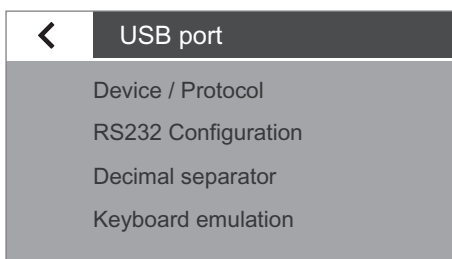 USB port
Device / Protocol
RS232 Configuration
Decimal separator
Keyboard emulation